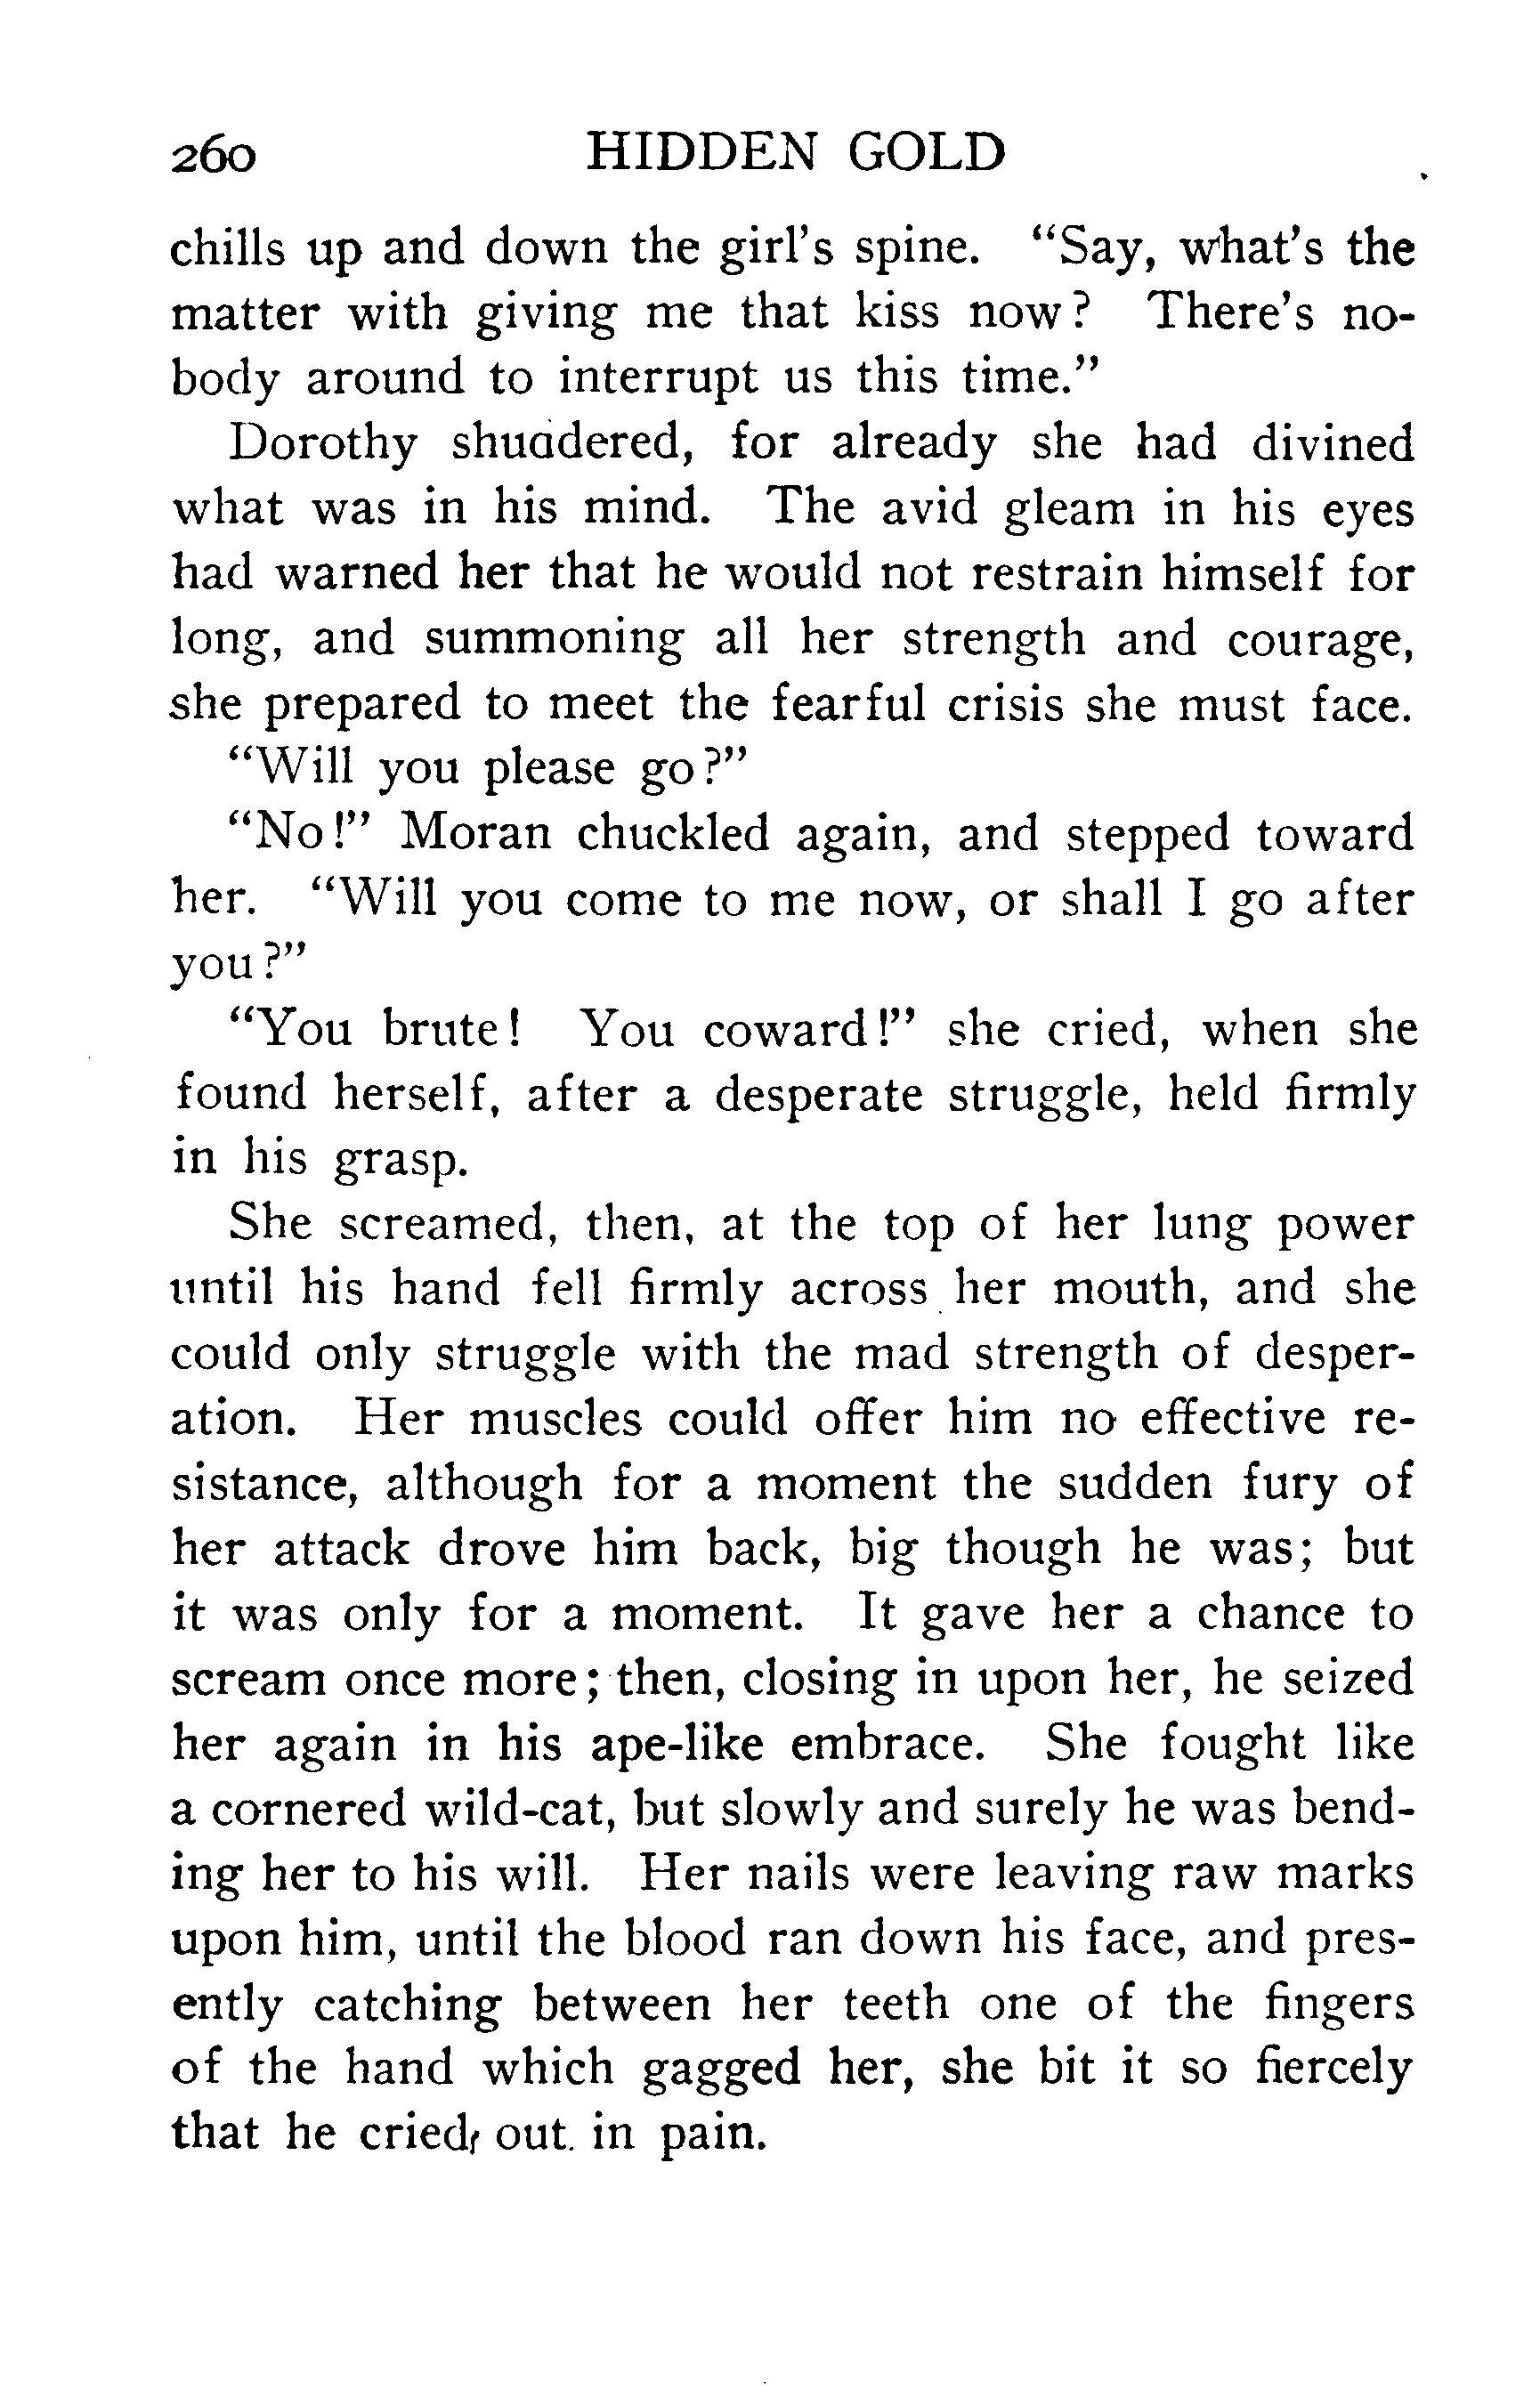 260 HIDDEN GOLD
chills up and down the girl's spine. "Say, what's the
matter with giving me that kiss now? There's no-
body around to interrupt us this time."
Dorothy shuddered, for already she had divined
what was in his mind. The avid gleam in his eyes
had warned her that he would not restrain himself for
long, and summoning all her strength and courage,
she prepared to meet the fearful crisis she must face.
"Will you please go?"
"No!" Moran chuckled again, and stepped toward
her. "Will you come to me now, or shall I go after
you?"
"You brute! You coward!" she cried, when she
found herself, after a desperate struggle, held firmly
in his grasp.
She screamed, then, at the top of her lung power
until his hand fell firmly across her mouth, and she
could only struggle with the mad strength of desper-
ation. Her muscles could offer him no effective re-
sistance, although for a moment the sudden fury of
her attack drove him back, big though he was; but
it was only for a moment. It gave her a chance to
scream once more; then, closing in upon her, he seized
her again in his ape-like embrace. She fought like
a cornered wild-cat, but slowly and surely he was bend-
ing her to his will. Her nails were leaving raw marks
upon him, until the blood ran down his face, and pres-
ently catching between her teeth one of the fingers
of the hand which gagged her, she bit it so fiercely
that he cried out. in pain.